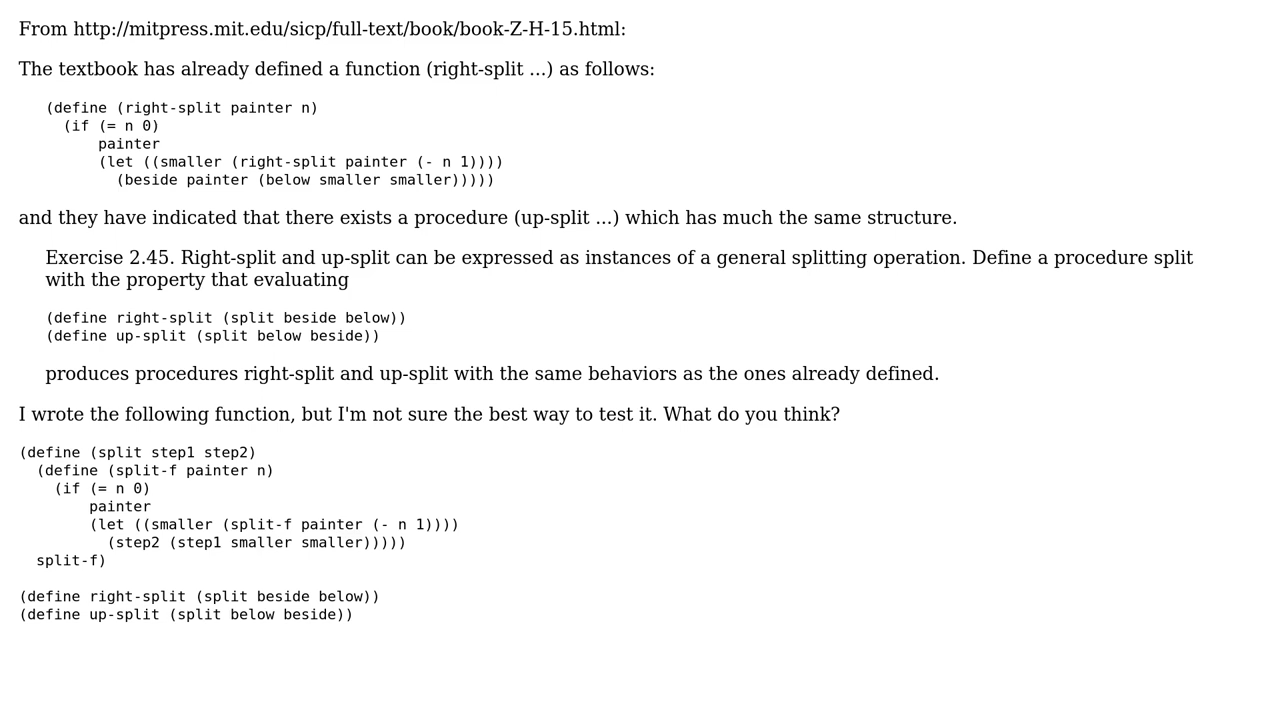 From http://mitpress.mit.edu/sicp/full-text/book/book-Z-H-15.html:
The textbook has already defined a function (right-split ...) as follows:
(define (right-split painter n)
  (if (= n 0)
      painter
      (let ((smaller (right-split painter (- n 1))))
        (beside painter (below smaller smaller)))))
and they have indicated that there exists a procedure (up-split ...) which has much the same structure.
Exercise 2.45. Right-split and up-split can be expressed as instances of a general splitting operation. Define a procedure split
with the property that evaluating
(define right-split (split beside below))
(define up-split (split below beside))
produces procedures right-split and up-split with the same behaviors as the ones already defined.
I wrote the following function, but I'm not sure the best way to test it. What do you think?
(define (split step1 step2)
  (define (split-f painter n)
    (if (= n 0)
        painter
        (let ((smaller (split-f painter (- n 1))))
          (step2 (step1 smaller smaller)))))
  split-f)
(define right-split (split beside below))
(define up-split (split below beside))